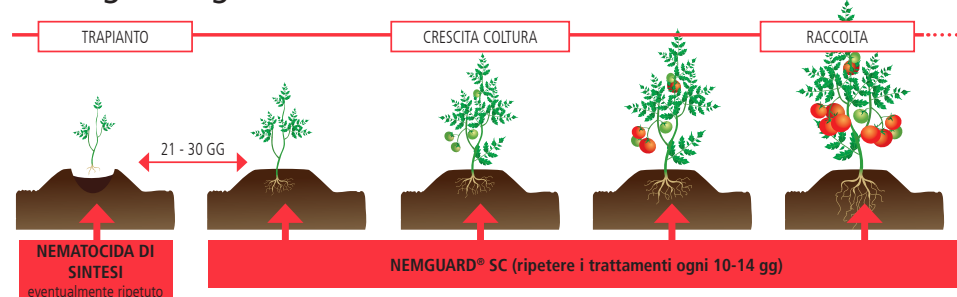 TRAPIANTO
CRESCITA COLTURA
RACCOLTA
21 - 30 GG
NEMATOCIDA DI
SINTESI
eventualmente ripetuto
NEMGUARD® SC (ripetere i trattamenti ogni 10-14 gg)